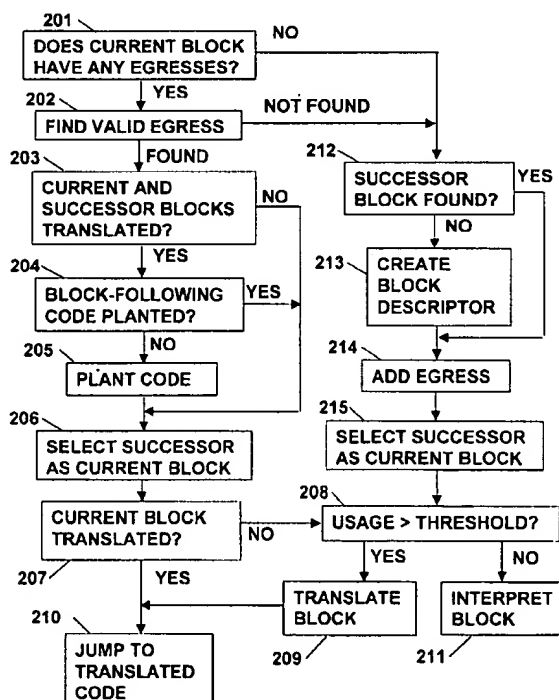 201
DOES CURRENT BLOCK
HAVE ANY EGRESSES?
NO
YES
202
FIND VALID EGRESS
NOT FOUND
FOUND
203
CURRENT AND
SUCCESSOR BLOCKS
TRANSLATED?
NO
YES
204
BLOCK-FOLLOWING
CODE PLANTED?
YES
NO
205
PLANT CODE
206
SELECT SUCCESSOR
AS CURRENT BLOCK
CURRENT BLOCK
TRANSLATED?
207
NO
YES
210
JUMP TO
TRANSLATED
CODE
212
SUCCESSOR
BLOCK FOUND?
YES
NO
213
CREATE
BLOCK
DESCRIPTOR
214
ADD EGRESS
215
SELECT SUCCESSOR
AS CURRENT BLOCK
208
USAGE > THRESHOLD?
YES
NO
TRANSLATE
BLOCK
209
INTERPRET
BLOCK
211